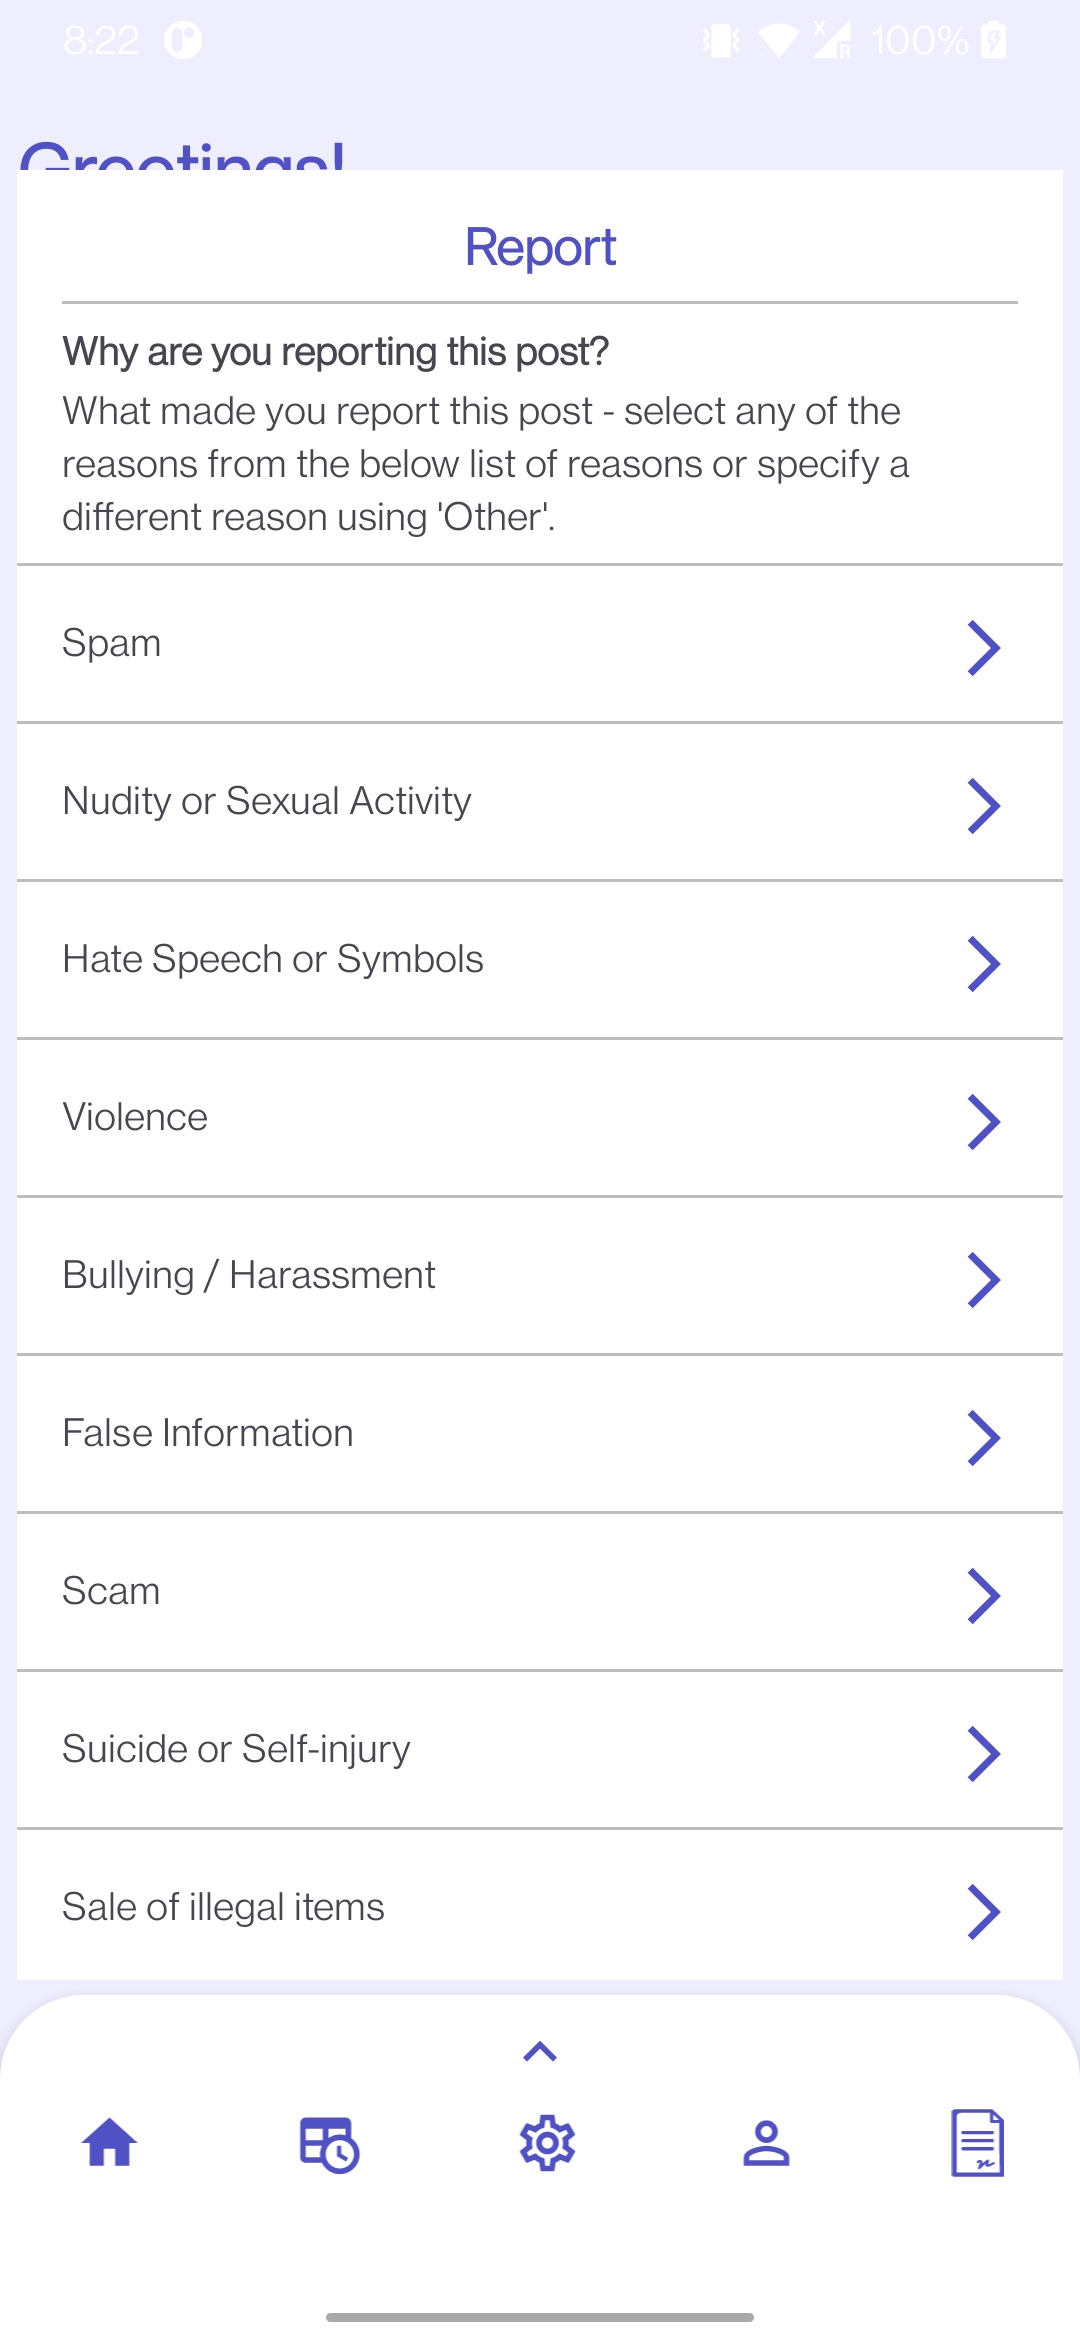 8:22
X
R
100%
Greetings!
Report
Why are you reporting this post?
What made you report this post - select any of the
reasons from the below list of reasons or specify a
different reason using 'Other'.
Spam
Nudity or Sexual Activity
Hate Speech or Symbols
Violence
Bullying / Harassment
False Information
Scam
Suicide or Self-injury
Sale of illegal items